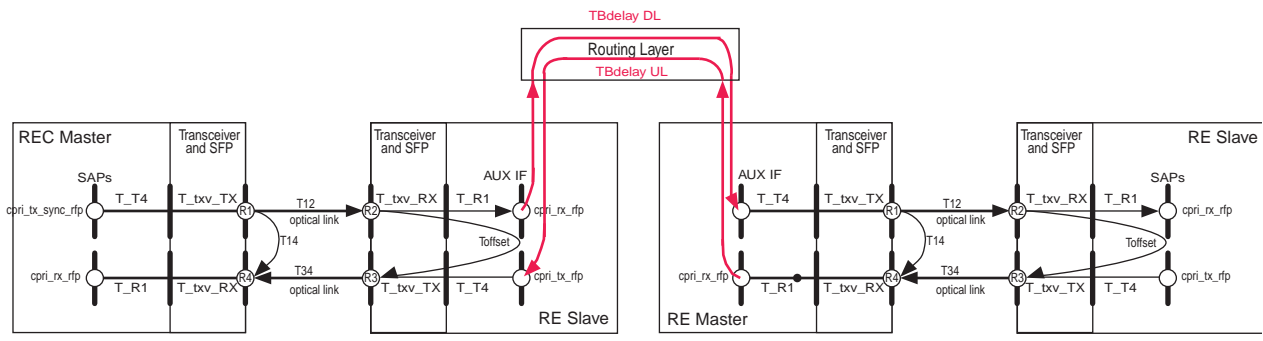 TBdelay DL
Routing Layer
TBdelay UL
REC Master
Transceiver
and SFP
SAPs
T_T4
T_txv_TX
cpri_tx_sync_rfp
R1
T12
optical link
T14
cpri_rx_rfp
T_R1
T_txv_RX
R4
T34
optical link
Transceiver
and SFP
AUX IF
R2
T_txv_RX
T_R1
cpri_rx_rfp
Toffset
R3
T_txv_TX
T_T4
cpri_tx_rfp
RE Slave
AUX IF
Transceiver
and SFP
T_T4
T_txv_TX
R1
T12
optical link
T14
cpri_rx_rfp
T_R1
T_txv_RX
R4
T34
optical link
RE Master
Transceiver
and SFP
RE Slave
SAPs
R2
T_txv_RX
T_R1
cpri_rx_rfp
Toffset
R3
T_txv_TX
T_T4
cpri_tx_rfp